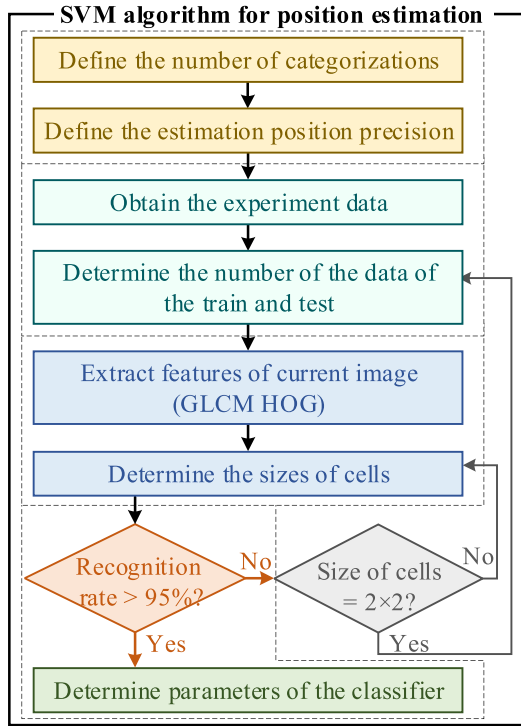 SVM algorithm for position estimation
Define the number of categorizations
Define the estimation position precision
Obtain the experiment data
Determine the number of the data of
the train and test
Extract features of current image
(GLCM HOG)
Determine the sizes of cells
Recognition
rate > 95%?
No
Size of cells
= 2×2?
No
Yes
Yes
Determine parameters of the classifier